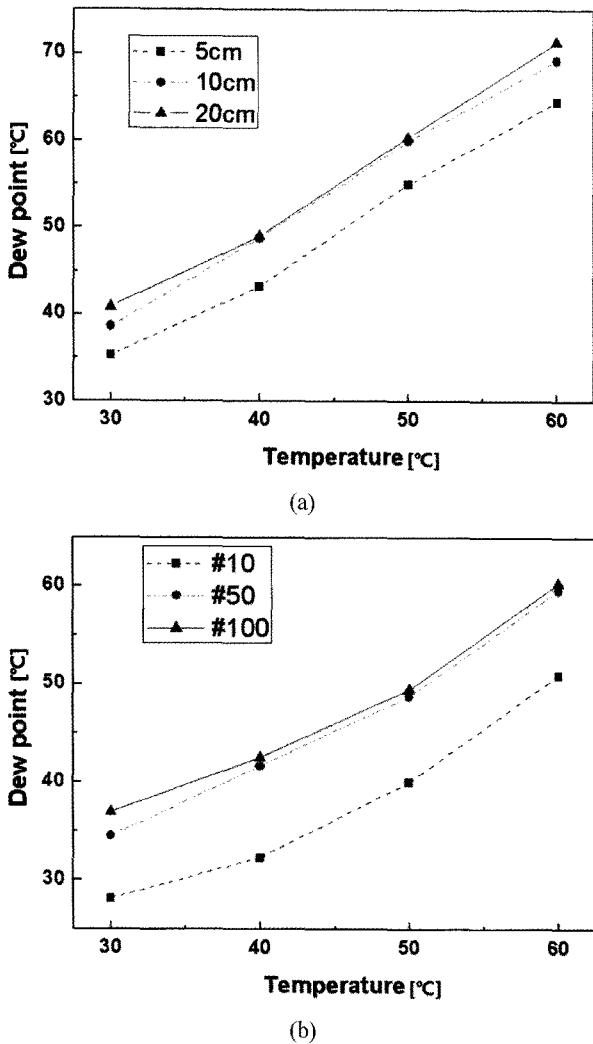 5cm
10cm
20cm
70
60
50
40
30
Dew point [℃]
30 40 50 60
Temperature [℃]
(a)
#10
#50
#100
60
50
40
30
Dew point [℃]
30 40 50 60
Temperature [℃]
(b)